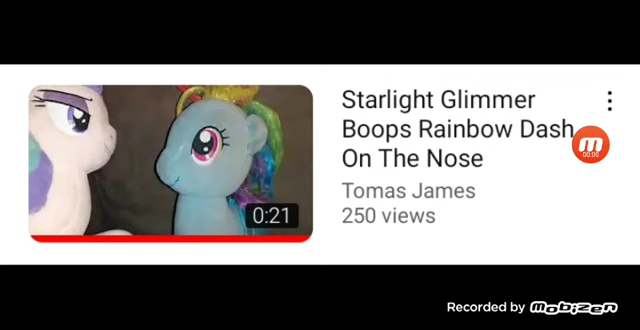 Starlight Glimmer
Boops Rainbow Dash
On The Nose
Tomas James
250 views
0:21
00:00
Recorded by Mobizen